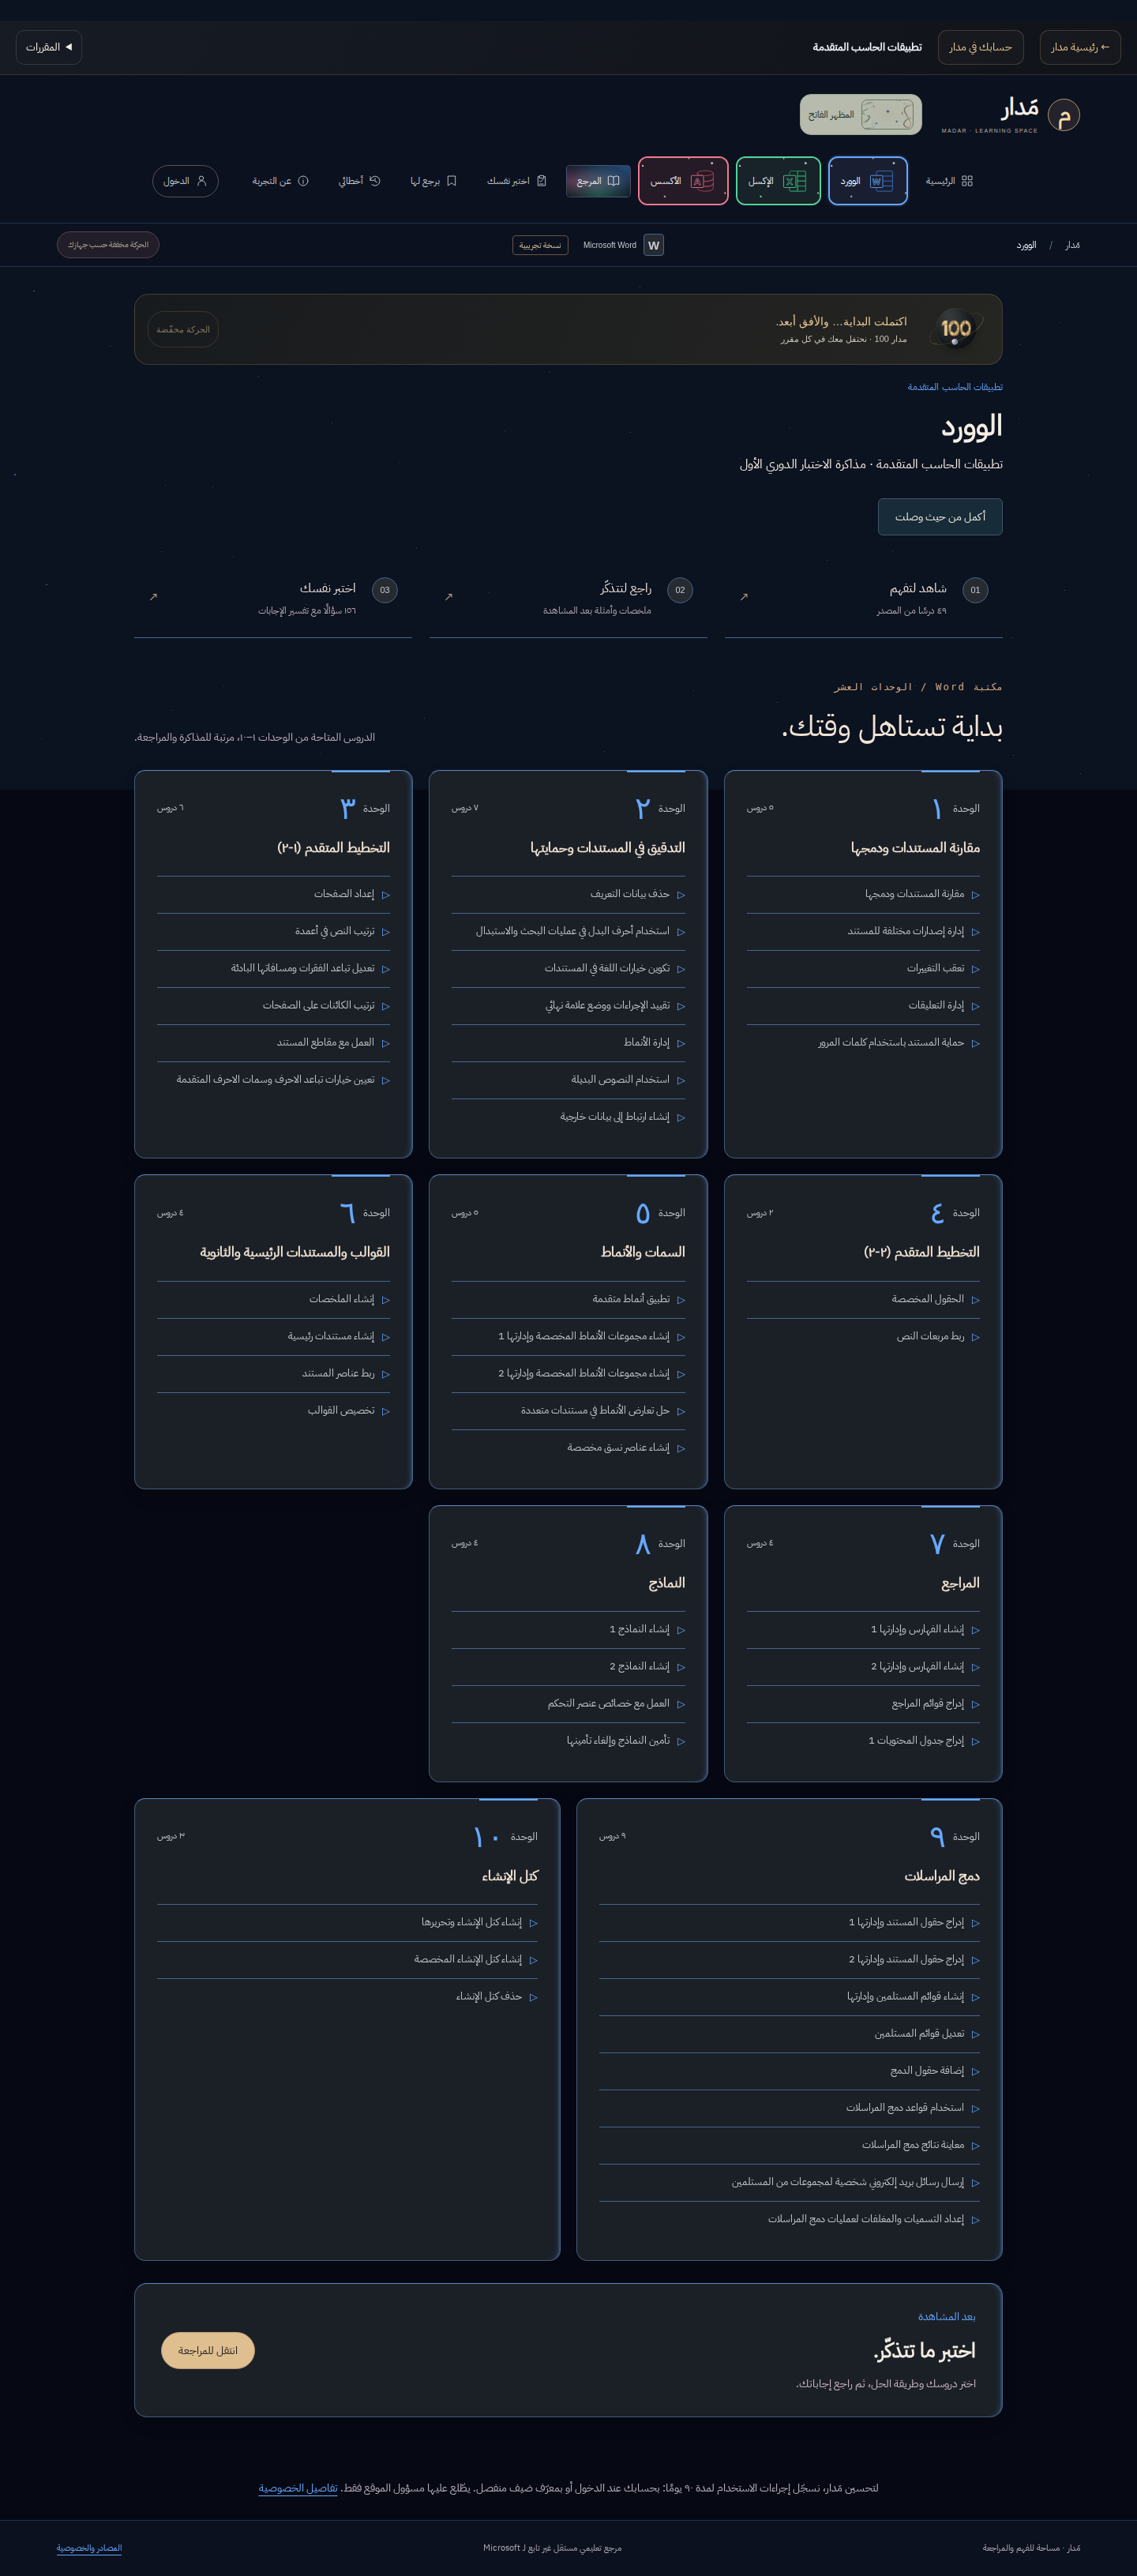 ← رئيسية مدار
حسابك في مدار
تطبيقات الحاسب المتقدمة
◀ المقررات
م
مَدار
MADAR · LEARNING SPACE
المظهر الفاتح
الرئيسية
الوورد
الإكسل
الأكسس
المرجع
اختبر نفسك
يرجع لها
أخطائي
عن التجربة
الدخول
مَدار / الوورد
W Microsoft Word
نسخة تجريبية
الحركة مخففة حسب جهازك
100
اكتملت البداية... والأفق أبعد.
مدار 100 · نحتفل معك في كل مقرر
الحركة مخفّضة
تطبيقات الحاسب المتقدمة
الوورد
تطبيقات الحاسب المتقدمة · مذاكرة الاختبار الدوري الأول
أكمل من حيث وصلت
01
شاهد لتفهم
٤٩ درسًا من المصدر
↗
02
راجع لتتذكّر
ملخصات وأمثلة بعد المشاهدة
↗
03
اختبر نفسك
١٥٦ سؤالًا مع تفسير الإجابات
↗
مكتبة Word / الوحدات العشر
بداية تستاهل وقتك.
الدروس المتاحة من الوحدات ١–١٠، مرتبة للمذاكرة والمراجعة.
الوحدة ١
٥ دروس
مقارنة المستندات ودمجها
مقارنة المستندات ودمجها
إدارة إصدارات مختلفة للمستند
تعقب التغييرات
إدارة التعليقات
حماية المستند باستخدام كلمات المرور
الوحدة ٢
٧ دروس
التدقيق في المستندات وحمايتها
حذف بيانات التعريف
استخدام أحرف البدل في عمليات البحث والاستبدال
تكوين خيارات اللغة في المستندات
تقييد الإجراءات ووضع علامة نهائي
إدارة الأنماط
استخدام النصوص البديلة
إنشاء ارتباط إلى بيانات خارجية
الوحدة ٣
٦ دروس
التخطيط المتقدم (١-٢)
إعداد الصفحات
ترتيب النص في أعمدة
تعديل تباعد الفقرات ومسافاتها البادئة
ترتيب الكائنات على الصفحات
العمل مع مقاطع المستند
تعيين خيارات تباعد الاحرف وسمات الاحرف المتقدمة
الوحدة ٤
٢ دروس
التخطيط المتقدم (٢-٢)
الحقول المخصصة
ربط مربعات النص
الوحدة ٥
٥ دروس
السمات والأنماط
تطبيق أنماط متقدمة
إنشاء مجموعات الأنماط المخصصة وإدارتها 1
إنشاء مجموعات الأنماط المخصصة وإدارتها 2
حل تعارض الأنماط في مستندات متعددة
إنشاء عناصر نسق مخصصة
الوحدة ٦
٤ دروس
القوالب والمستندات الرئيسية والثانوية
إنشاء الملخصات
إنشاء مستندات رئيسية
ربط عناصر المستند
تخصيص القوالب
الوحدة ٧
٤ دروس
المراجع
إنشاء الفهارس وإدارتها 1
إنشاء الفهارس وإدارتها 2
إدراج قوائم المراجع
إدراج جدول المحتويات 1
الوحدة ٨
٤ دروس
النماذج
إنشاء النماذج 1
إنشاء النماذج 2
العمل مع خصائص عنصر التحكم
تأمين النماذج وإلغاء تأمينها
الوحدة ٩
٩ دروس
دمج المراسلات
إدراج حقول المستند وإدارتها 1
إدراج حقول المستند وإدارتها 2
إنشاء قوائم المستلمين وإدارتها
تعديل قوائم المستلمين
إضافة حقول الدمج
استخدام قواعد دمج المراسلات
معاينة نتائج دمج المراسلات
إرسال رسائل بريد إلكتروني شخصية لمجموعات من المستلمين
إعداد التسميات والمغلفات لعمليات دمج المراسلات
الوحدة ١٠
٣ دروس
كتل الإنشاء
إنشاء كتل الإنشاء وتحريرها
إنشاء كتل الإنشاء المخصصة
حذف كتل الإنشاء
بعد المشاهدة
اختبر ما تتذكّر.
اختر دروسك وطريقة الحل، ثم راجع إجاباتك.
انتقل للمراجعة
لتحسين مَدار، نسجّل إجراءات الاستخدام لمدة ٩٠ يومًا: بحسابك عند الدخول أو بمعرّف ضيف منفصل. يطّلع عليها مسؤول الموقع فقط. تفاصيل الخصوصية
مَدار · مساحة للفهم والمراجعة
مرجع تعليمي مستقل غير تابع لـ Microsoft
المصادر والخصوصية